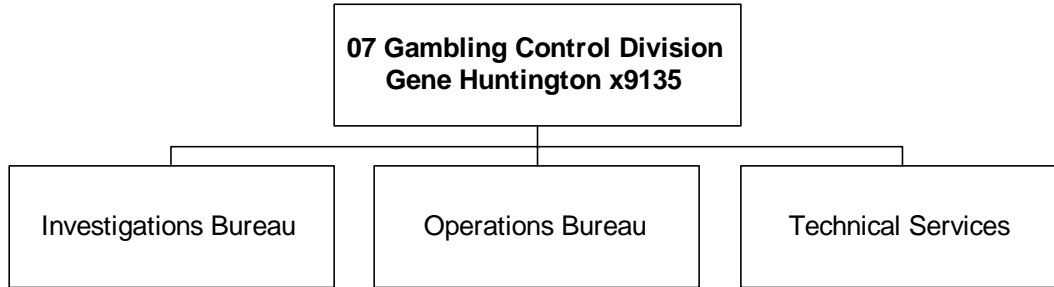 07 Gambling Control Division
Gene Huntington x9135
Investigations Bureau
Operations Bureau
Technical Services